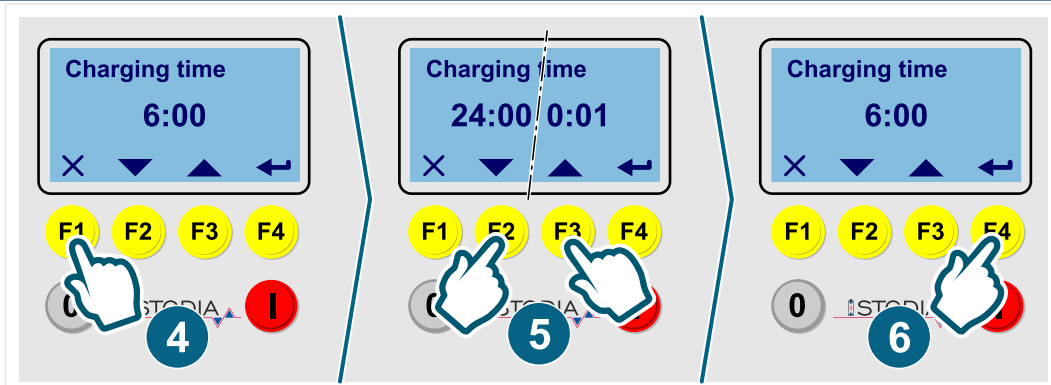 Charging time
6:00
F1 F2 F3 F4
0 I
4
Charging time
24:00 0:01
F1 F2 F3 F4
5
Charging time
6:00
F1 F2 F3 F4
0
6